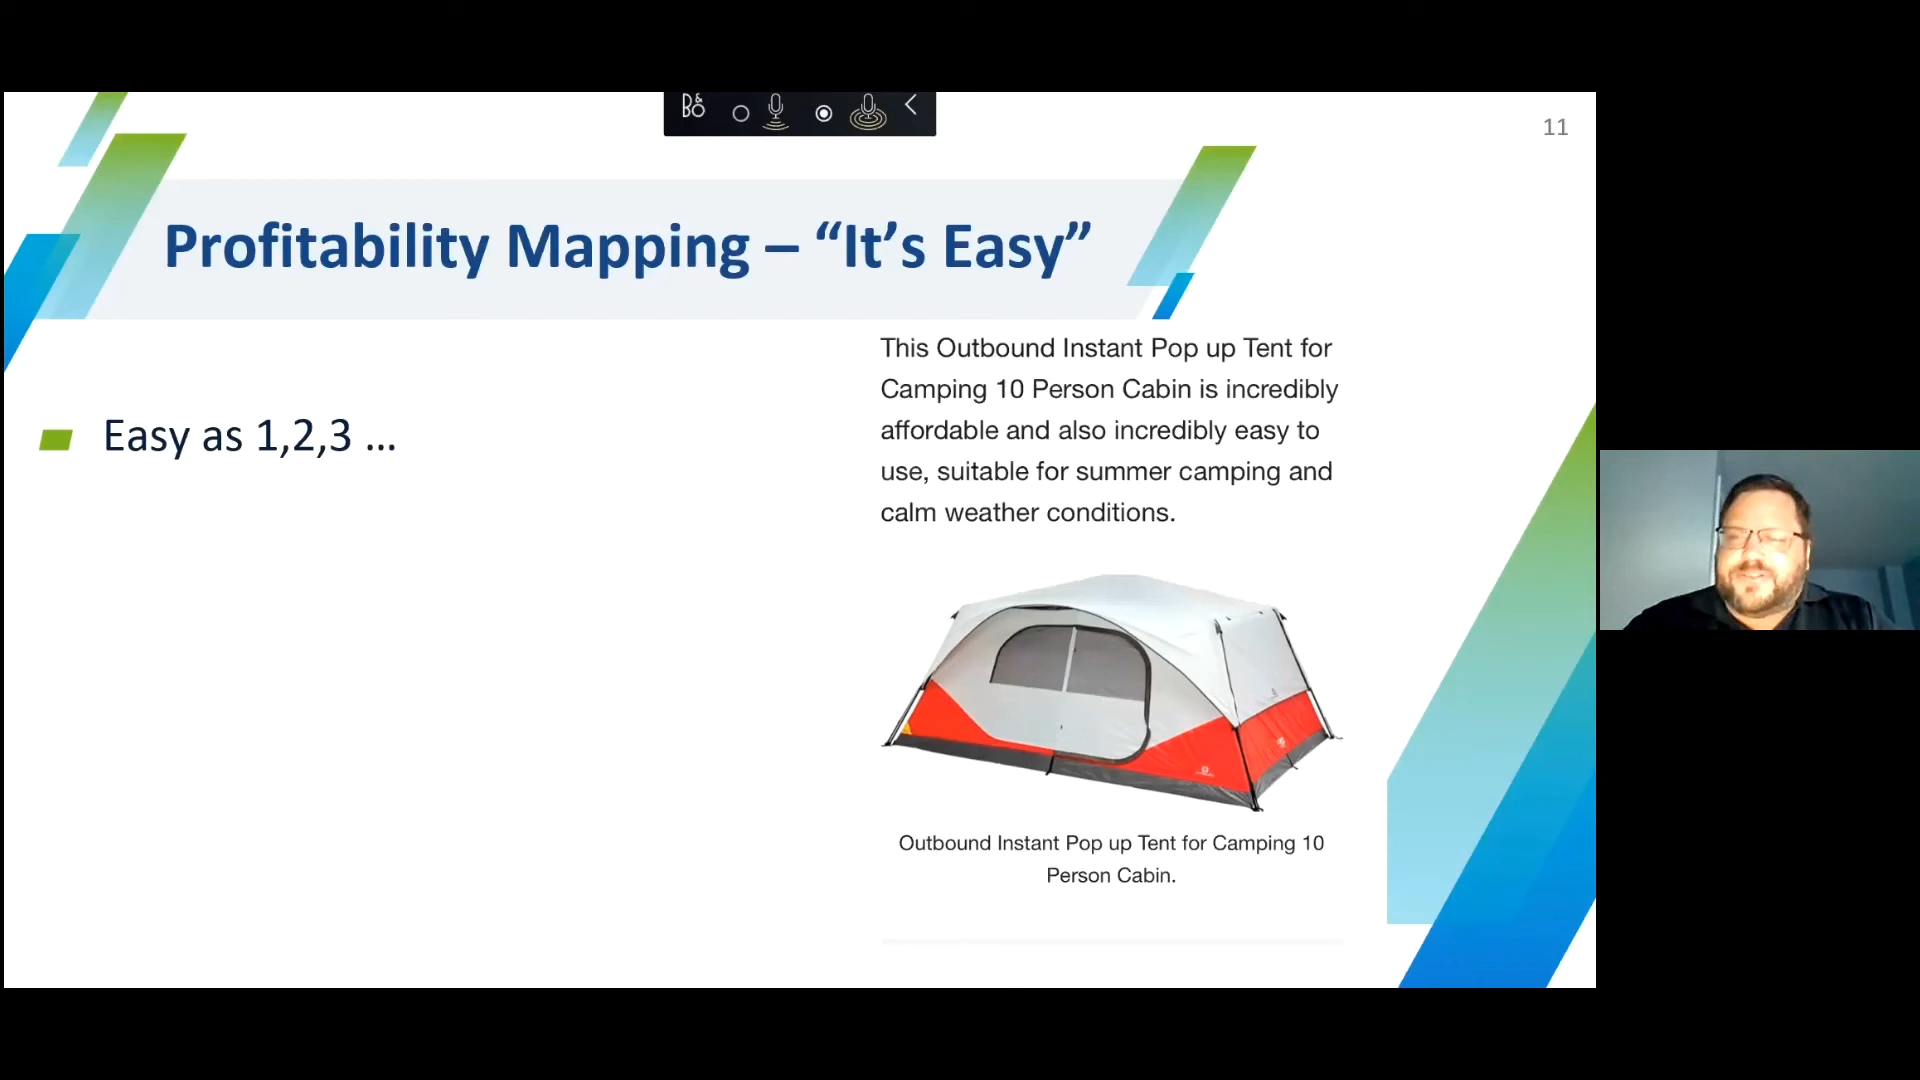 B&O
11
Profitability Mapping – “It’s Easy”
Easy as 1,2,3 ...
This Outbound Instant Pop up Tent for
Camping 10 Person Cabin is incredibly
affordable and also incredibly easy to
use, suitable for summer camping and
calm weather conditions.
Outbound Instant Pop up Tent for Camping 10
Person Cabin.